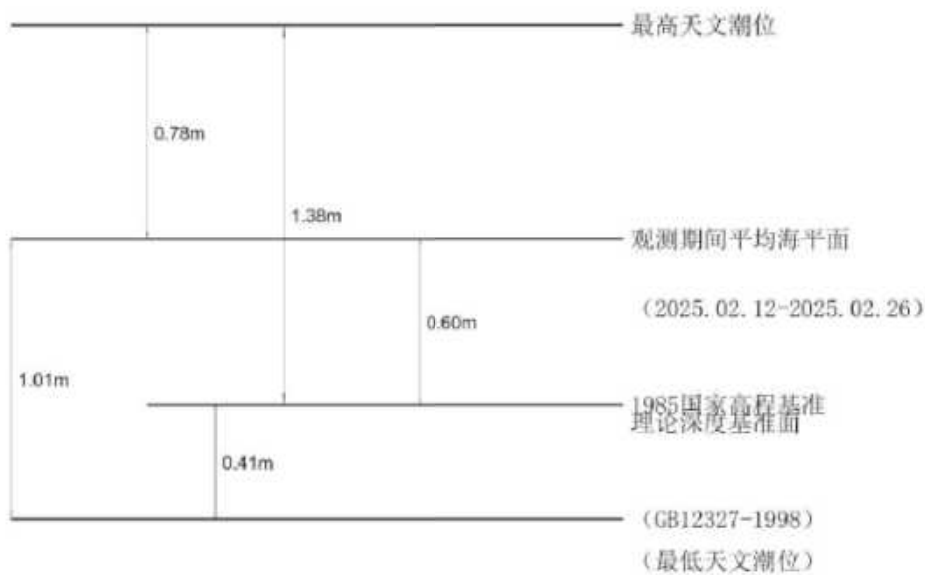 最高天文潮位
0.78m
1.38m
观测期间平均海平面
（2025.02.12-2025.02.26）
0.60m
1.01m
1985国家高程基准
理论深度基准面
0.41m
（GB12327-1998）
（最低天文潮位）